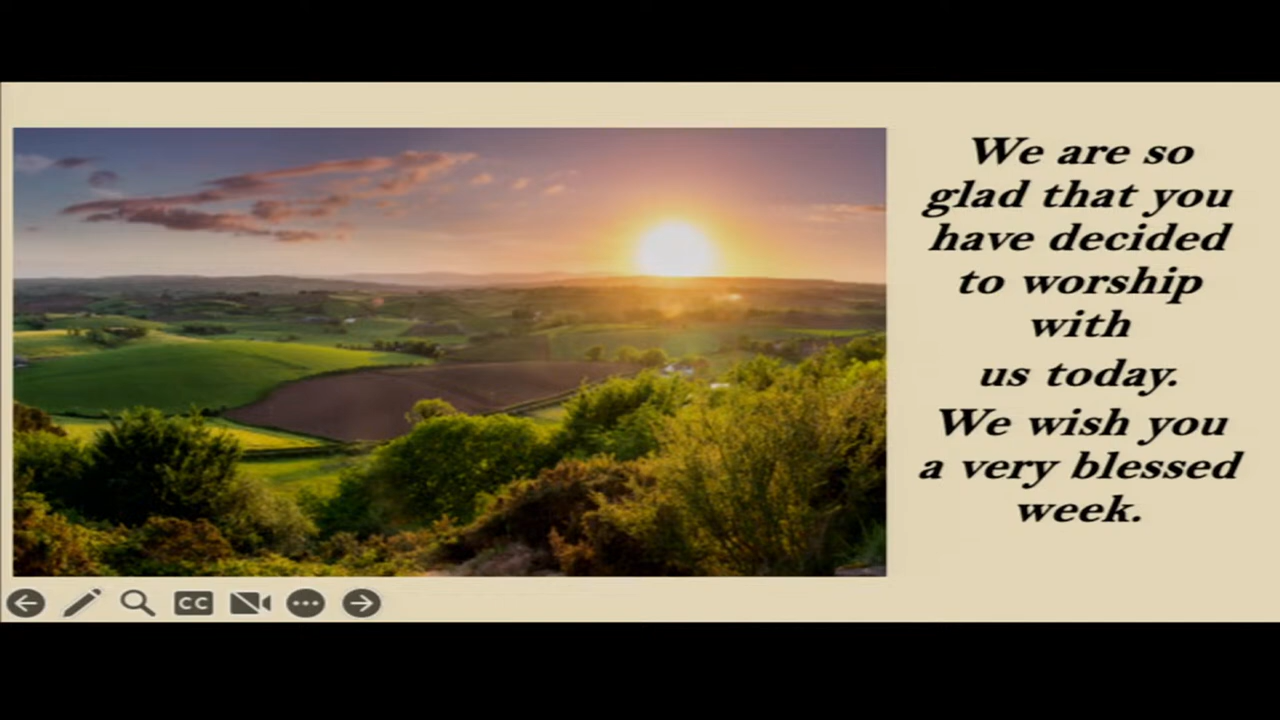 We are so
glad that you
have decided
to worship
with
us today.
We wish you
a very blessed
week.
CC